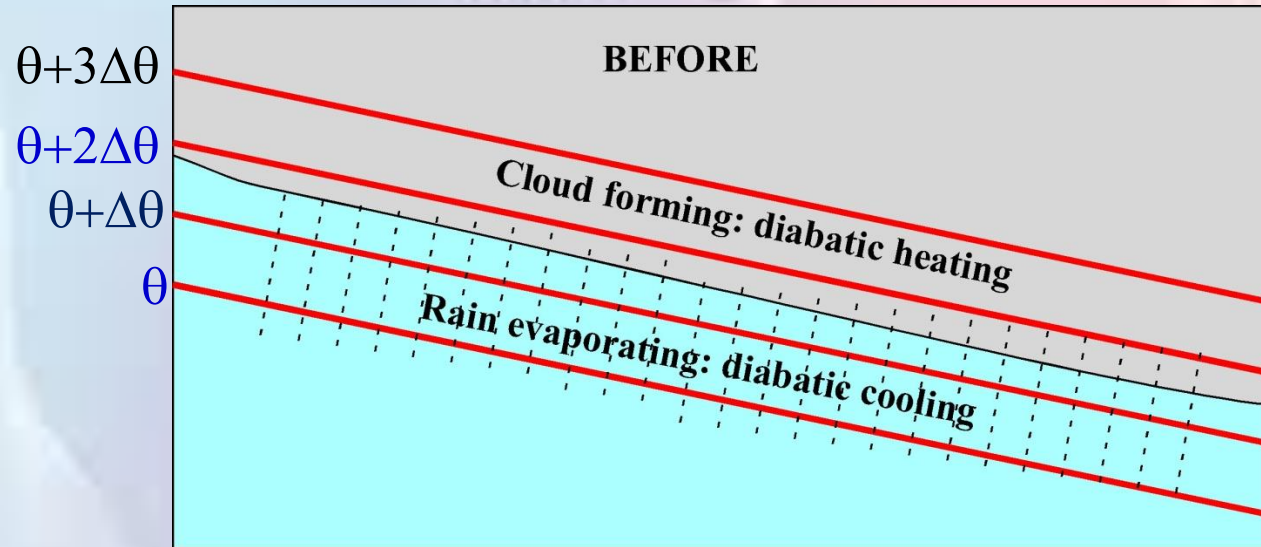 BEFORE
θ+3Δθ
θ+2Δθ
θ+Δθ
θ
Cloud forming: diabatic heating
Rain evaporating: diabatic cooling